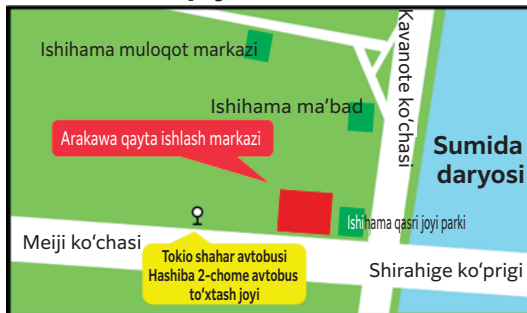 Ishihama muloqot markazi
Kavanote ko‘chasi
Ishihama ma’bad
Arakawa qayta ishlash markazi
Sumida
daryosi
Ishihama qasri joyi parki
Meiji ko‘chasi
Tokio shahar avtobusi
Hashiba 2-chome avtobus
to‘xtash joyi
Shirahige ko‘prigi